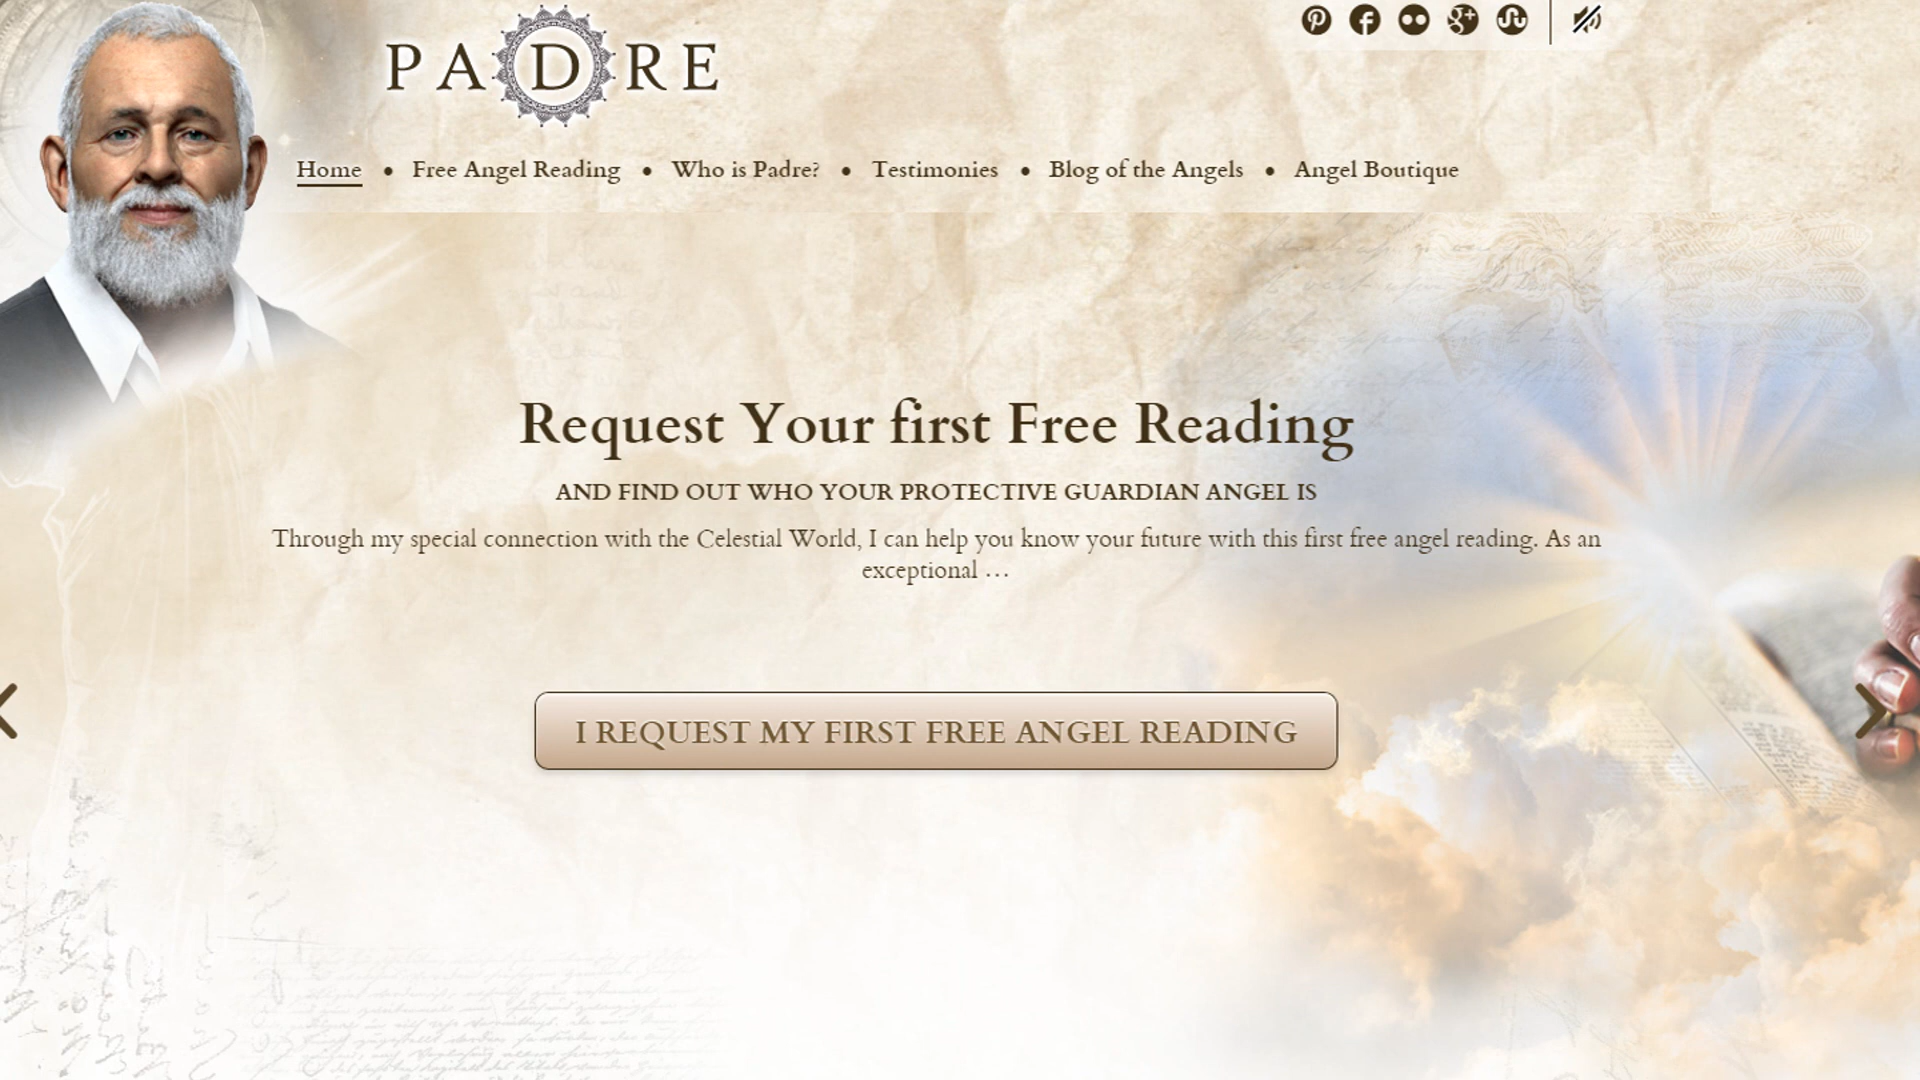 PADRE
Home • Free Angel Reading • Who is Padre? • Testimonies • Blog of the Angels • Angel Boutique
Request Your first Free Reading
AND FIND OUT WHO YOUR PROTECTIVE GUARDIAN ANGEL IS
Through my special connection with the Celestial World, I can help you know your future with this first free angel reading. As an
exceptional …
I REQUEST MY FIRST FREE ANGEL READING